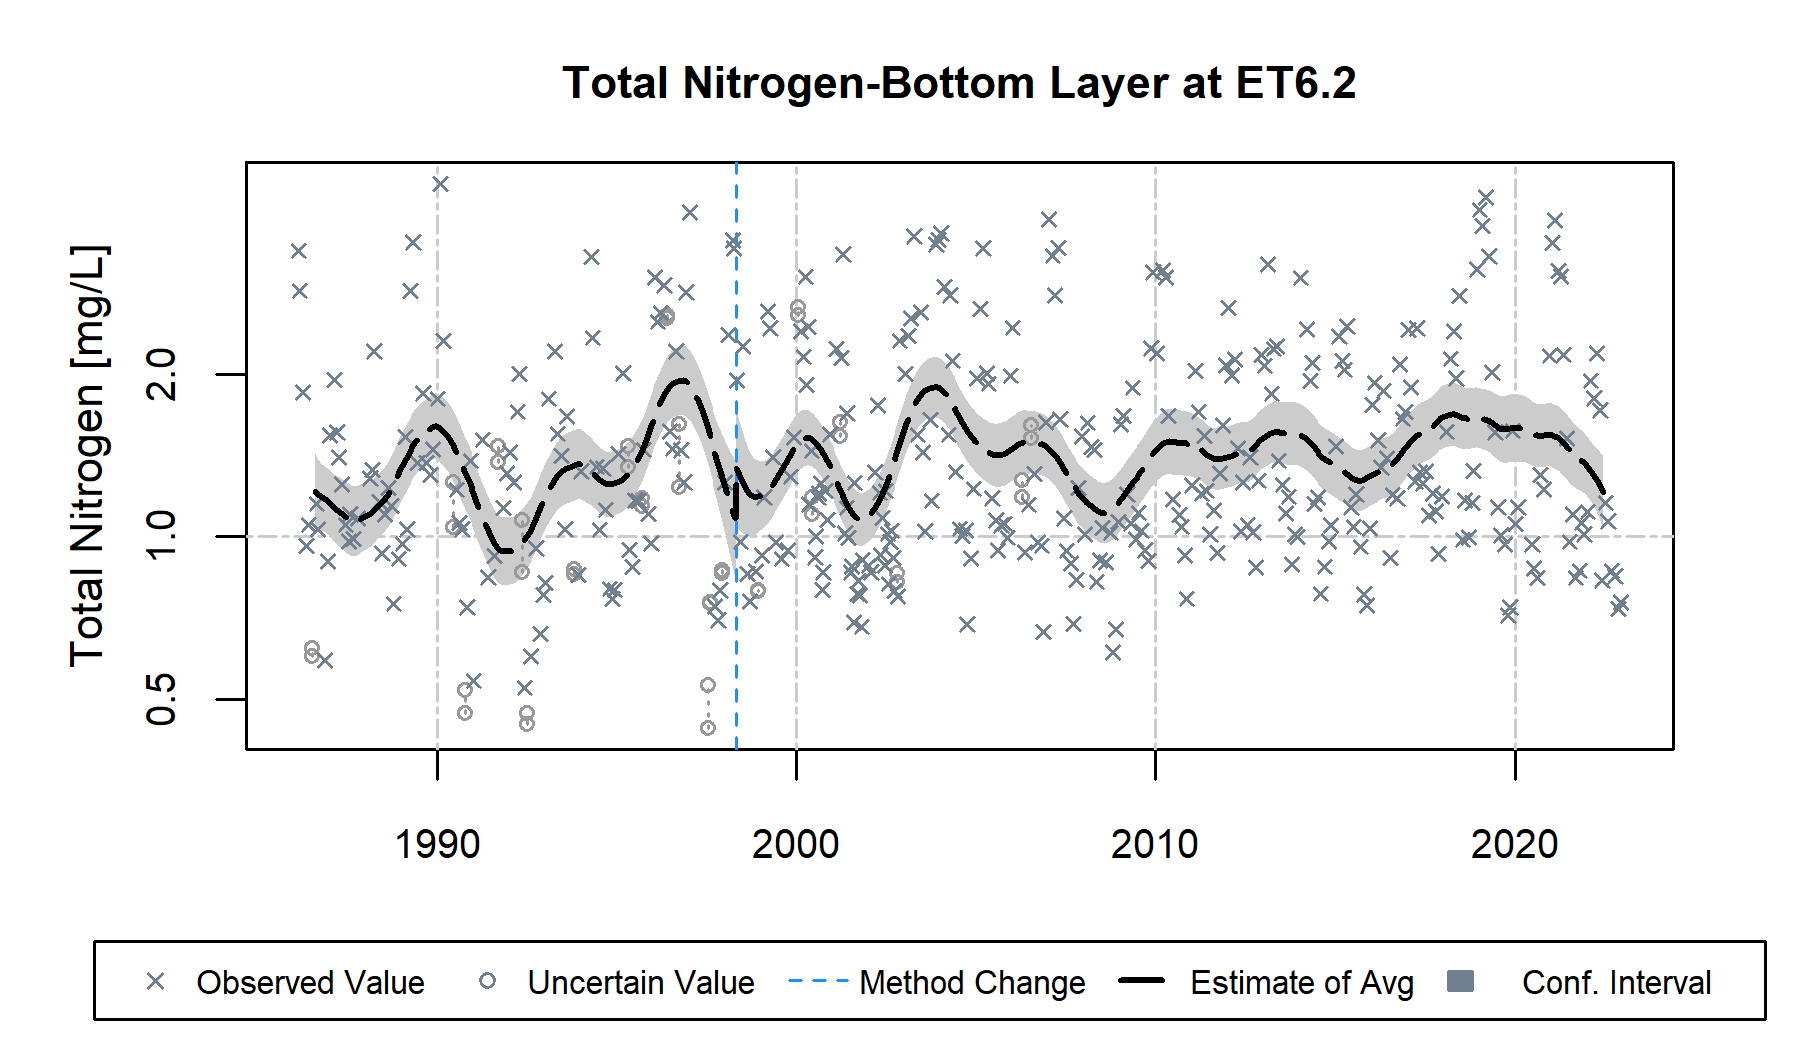 Total Nitrogen-Bottom Layer at ET6.2
Total Nitrogen [mg/L]
2.0
1.0
0.5
1990 2000 2010 2020
Observed Value Uncertain Value Method Change Estimate of Avg Conf. Interval